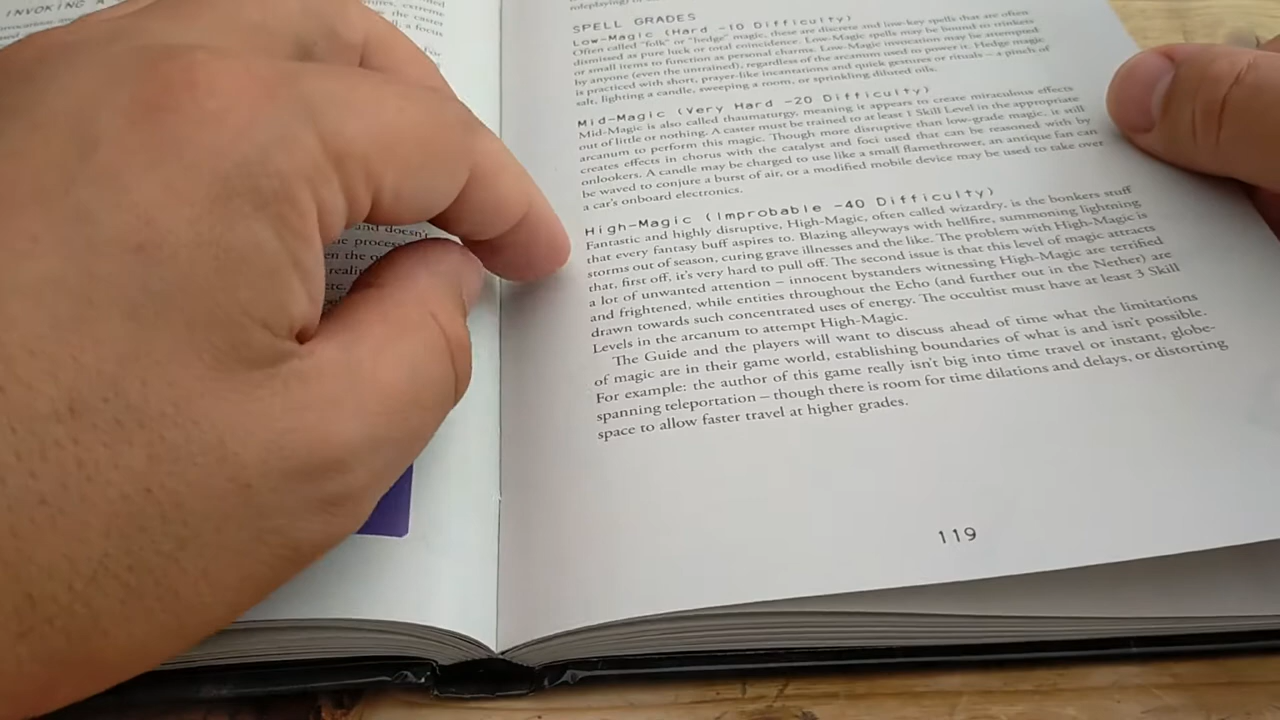 INVOKING A
and doesn't
roleplaying) or
SPELL GRADES
Low-Magic (Hard -10 Difficulty)
Often called "folk" or "hedge" magic, these are discrete and low-key spells that are often
dismissed as pure luck or total coincidence. Low-Magic spells may be bound to trinkets
or small items to function as personal charms. Low-Magic invocation may be attempted
by anyone (even the untrained), regardless of the arcanum used to power it. Hedge magic
is practiced with short, prayer-like incantations and quick gestures or rituals – a pinch of
salt, lighting a candle, sweeping a room, or sprinkling diluted oils.
Mid-Magic (Very Hard -20 Difficulty)
Mid-Magic is also called thaumaturgy, meaning it appears to create miraculous effects
out of little or nothing. A caster must be trained to at least 1 Skill Level in the appropriate
arcanum to perform this magic. Though more disruptive than low-grade magic, it still
creates effects in chorus with the catalyst and foci used that can be reasoned with by
onlookers. A candle may be charged to use like a small flamethrower, an antique fan can
be waved to conjure a burst of air, or a modified mobile device may be used to take over
a car's onboard electronics.
High-Magic (Improbable -40 Difficulty)
Fantastic and highly disruptive, High-Magic, often called wizardry, is the bonkers stuff
that every fantasy buff aspires to. Blazing alleyways with hellfire, summoning lightning
storms out of season, curing grave illnesses and the like. The problem with High-Magic is
that, first off, it's very hard to pull off. The second issue is that this level of magic attracts
a lot of unwanted attention – innocent bystanders witnessing High-Magic are terrified
and frightened, while entities throughout the Echo (and further out in the Nether) are
drawn towards such concentrated uses of energy. The occultist must have at least 3 Skill
Levels in the arcanum to attempt High-Magic.
The Guide and the players will want to discuss ahead of time what the limitations
of magic are in their game world, establishing boundaries of what is and isn't possible.
For example: the author of this game really isn't big into time travel or instant, globe-
spanning teleportation – though there is room for time dilations and delays, or distorting
space to allow faster travel at higher grades.
119